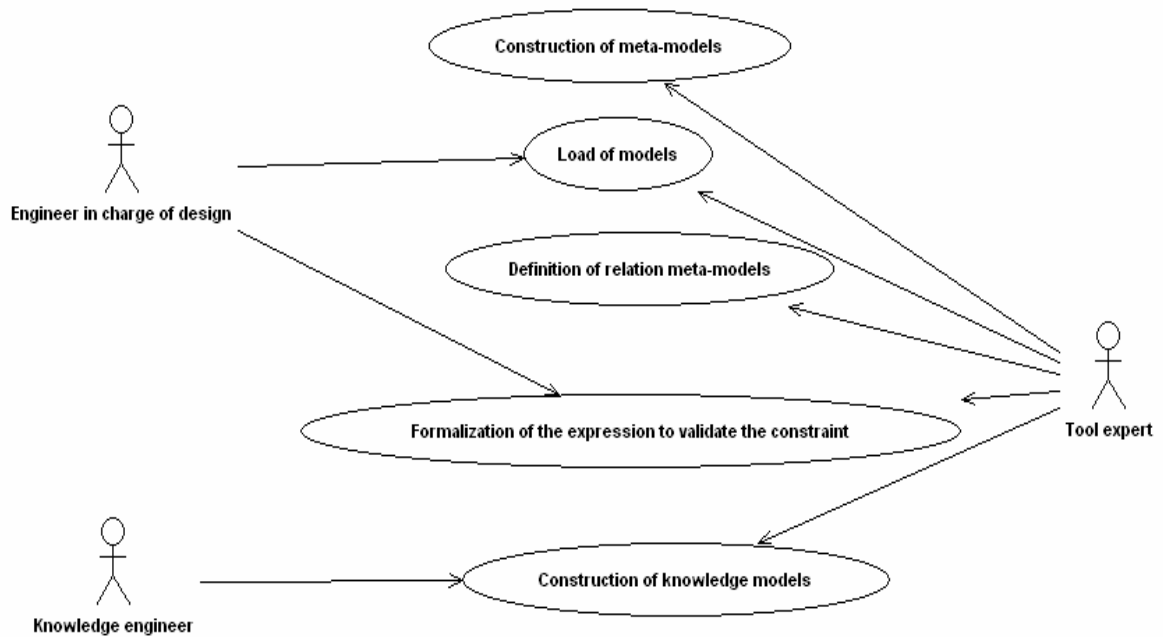 Construction of meta-models
Load of models
Engineer in charge of design
Definition of relation meta-models
Formalization of the expression to validate the constraint
Tool expert
Construction of knowledge models
Knowledge engineer